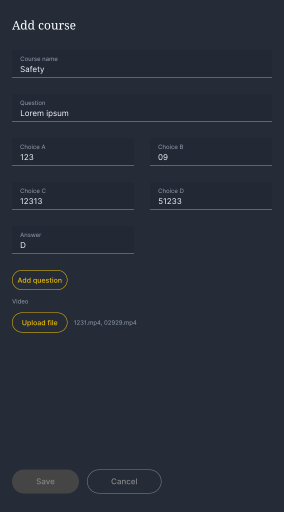 Add course
Course name
Safety
Question
Lorem ipsum
Choice A
123
Choice B
09
Choice C
12313
Choice D
51233
Answer
D
Add question
Video
Upload file
1231.mp4, 02929.mp4
Save
Cancel